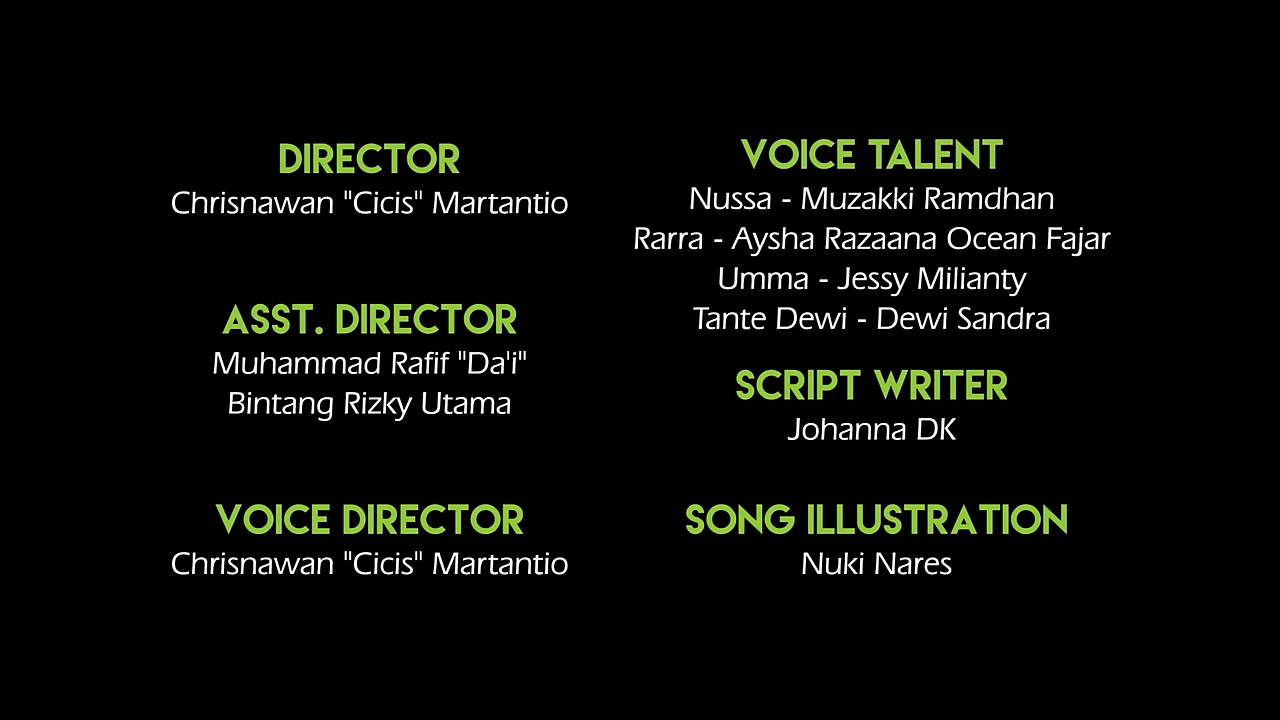 DIRECTOR
Chrisnawan "Cicis" Martantio
ASST. DIRECTOR
Muhammad Rafif "Da'i"
Bintang Rizky Utama
VOICE DIRECTOR
Chrisnawan "Cicis" Martantio
VOICE TALENT
Nussa - Muzakki Ramdhan
Rarra - Aysha Razaana Ocean Fajar
Umma - Jessy Milianty
Tante Dewi - Dewi Sandra
SCRIPT WRITER
Johanna DK
SONG ILLUSTRATION
Nuki Nares